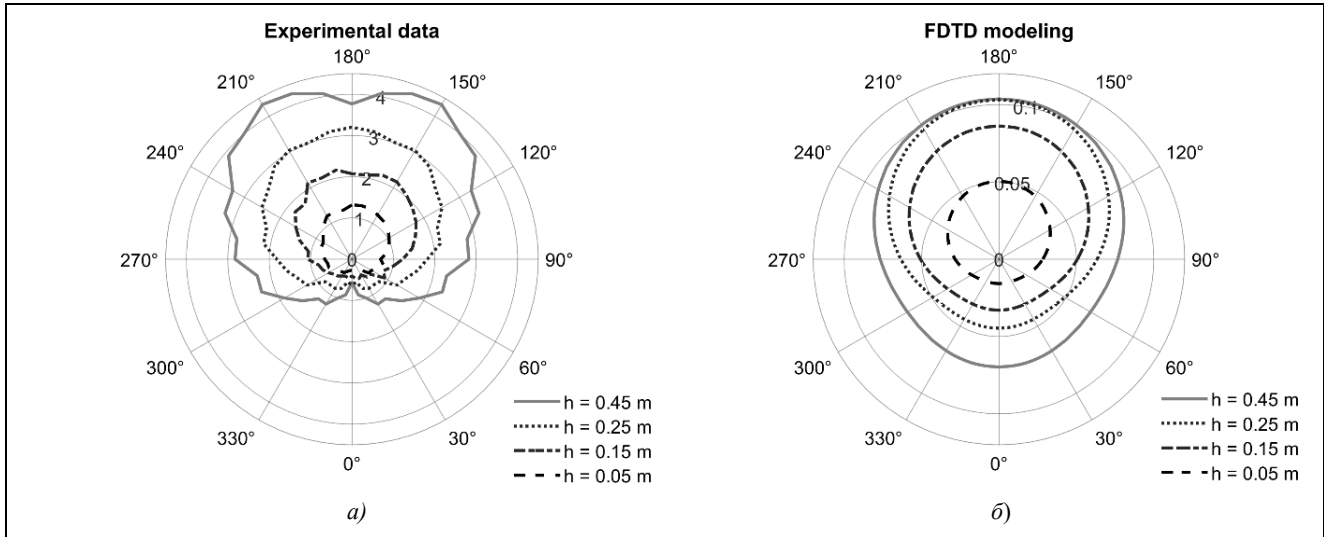 Experimental data
180°
210°
150°
240°
120°
270°
90°
300°
60°
330°
30°
0°
4
3
2
1
0
h = 0.45 m
h = 0.25 m
h = 0.15 m
h = 0.05 m
а)
FDTD modeling
180°
210°
150°
240°
120°
270°
90°
300°
60°
330°
30°
0°
0.1
0.05
0
h = 0.45 m
h = 0.25 m
h = 0.15 m
h = 0.05 m
б)